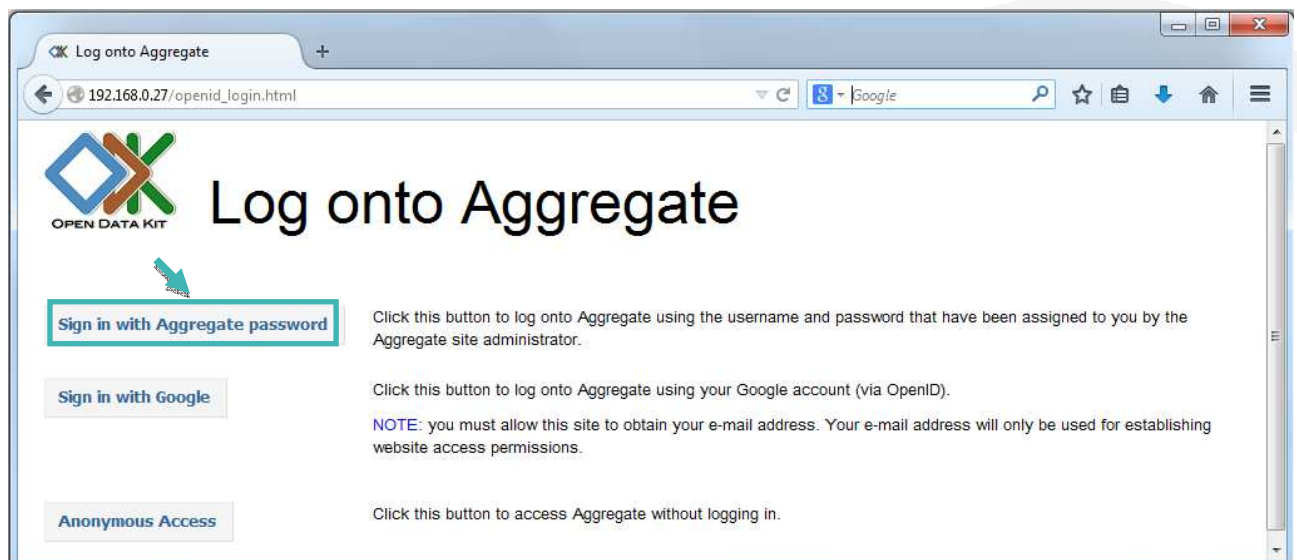 Log onto Aggregate
192.168.0.27/openid_login.html
Google
OPEN DATA KIT
Log onto Aggregate
Sign in with Aggregate password
Click this button to log onto Aggregate using the username and password that have been assigned to you by the
Aggregate site administrator.
Sign in with Google
Click this button to log onto Aggregate using your Google account (via OpenID).
NOTE: you must allow this site to obtain your e-mail address. Your e-mail address will only be used for establishing
website access permissions.
Anonymous Access
Click this button to access Aggregate without logging in.